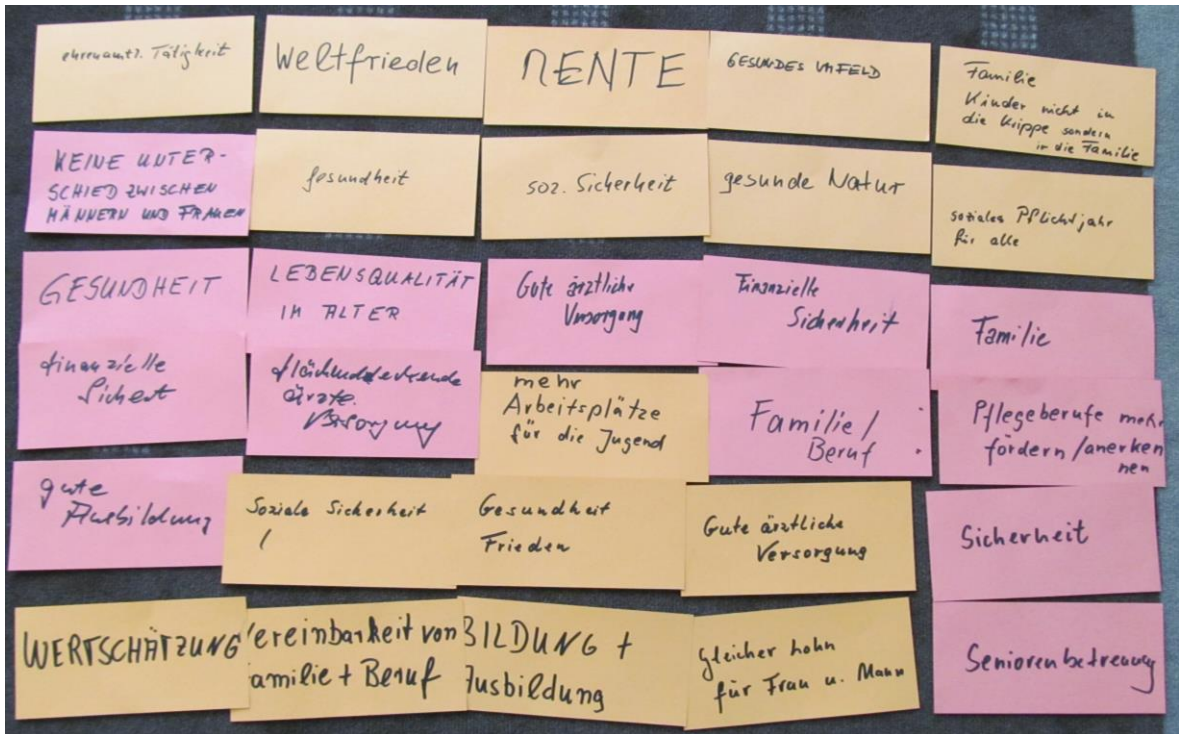 ehrenamtl. Tätigkeit
Weltfrieden
RENTE
GESUNDES UMFELD
Familie
Kinder nicht in
die Krippe sondern
in die Familie
KEINE UNTER-
SCHIED ZWISCHEN
MÄNNERN UND FRAUEN
Gesundheit
soz. Sicherheit
gesunde Natur
soziales Pflichtjahr
für alle
GESUNDHEIT
LEBENSQUALITÄT
IM ALTER
Gute ärztliche
Versorgung
Finanzielle
Sicherheit
Familie
finanzielle
Sichert
flächendeckende
ärzte.
Versorgung
mehr
Arbeitsplätze
für die Jugend
Familie/
Beruf
Pflegeberufe mehr
fördern/anerken
nen
gute
Ausbildung
Soziale Sicherheit
/
Gesundheit
Frieden
Gute ärztliche
Versorgung
Sicherheit
WERTSCHÄTZUNG
Vereinbarkeit von
Familie + Beruf
BILDUNG +
Ausbildung
gleicher Lohn
für Frau u. Mann
Seniorenbetreuung